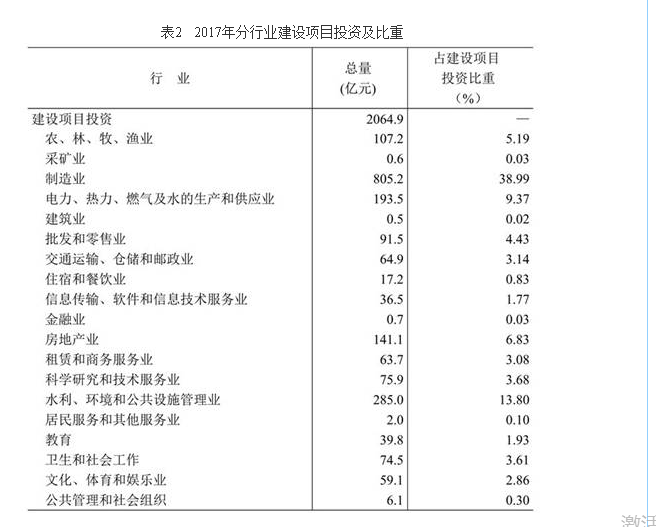 表2 2017年分行业建设项目投资及比重
行 业 总量 (亿元) 占建设项目 投资比重 (%)
建设项目投资 2064.9 —
农、林、牧、渔业 107.2 5.19
采矿业 0.6 0.03
制造业 805.2 38.99
电力、热力、燃气及水的生产和供应业 193.5 9.37
建筑业 0.5 0.02
批发和零售业 91.5 4.43
交通运输、仓储和邮政业 64.9 3.14
住宿和餐饮业 17.2 0.83
信息传输、软件和信息技术服务业 36.5 1.77
金融业 0.7 0.03
房地产业 141.1 6.83
租赁和商务服务业 63.7 3.08
科学研究和技术服务业 75.9 3.68
水利、环境和公共设施管理业 285.0 13.80
居民服务和其他服务业 2.0 0.10
教育 39.8 1.93
卫生和社会工作 74.5 3.61
文化、体育和娱乐业 59.1 2.86
公共管理和社会组织 6.1 0.30
激活